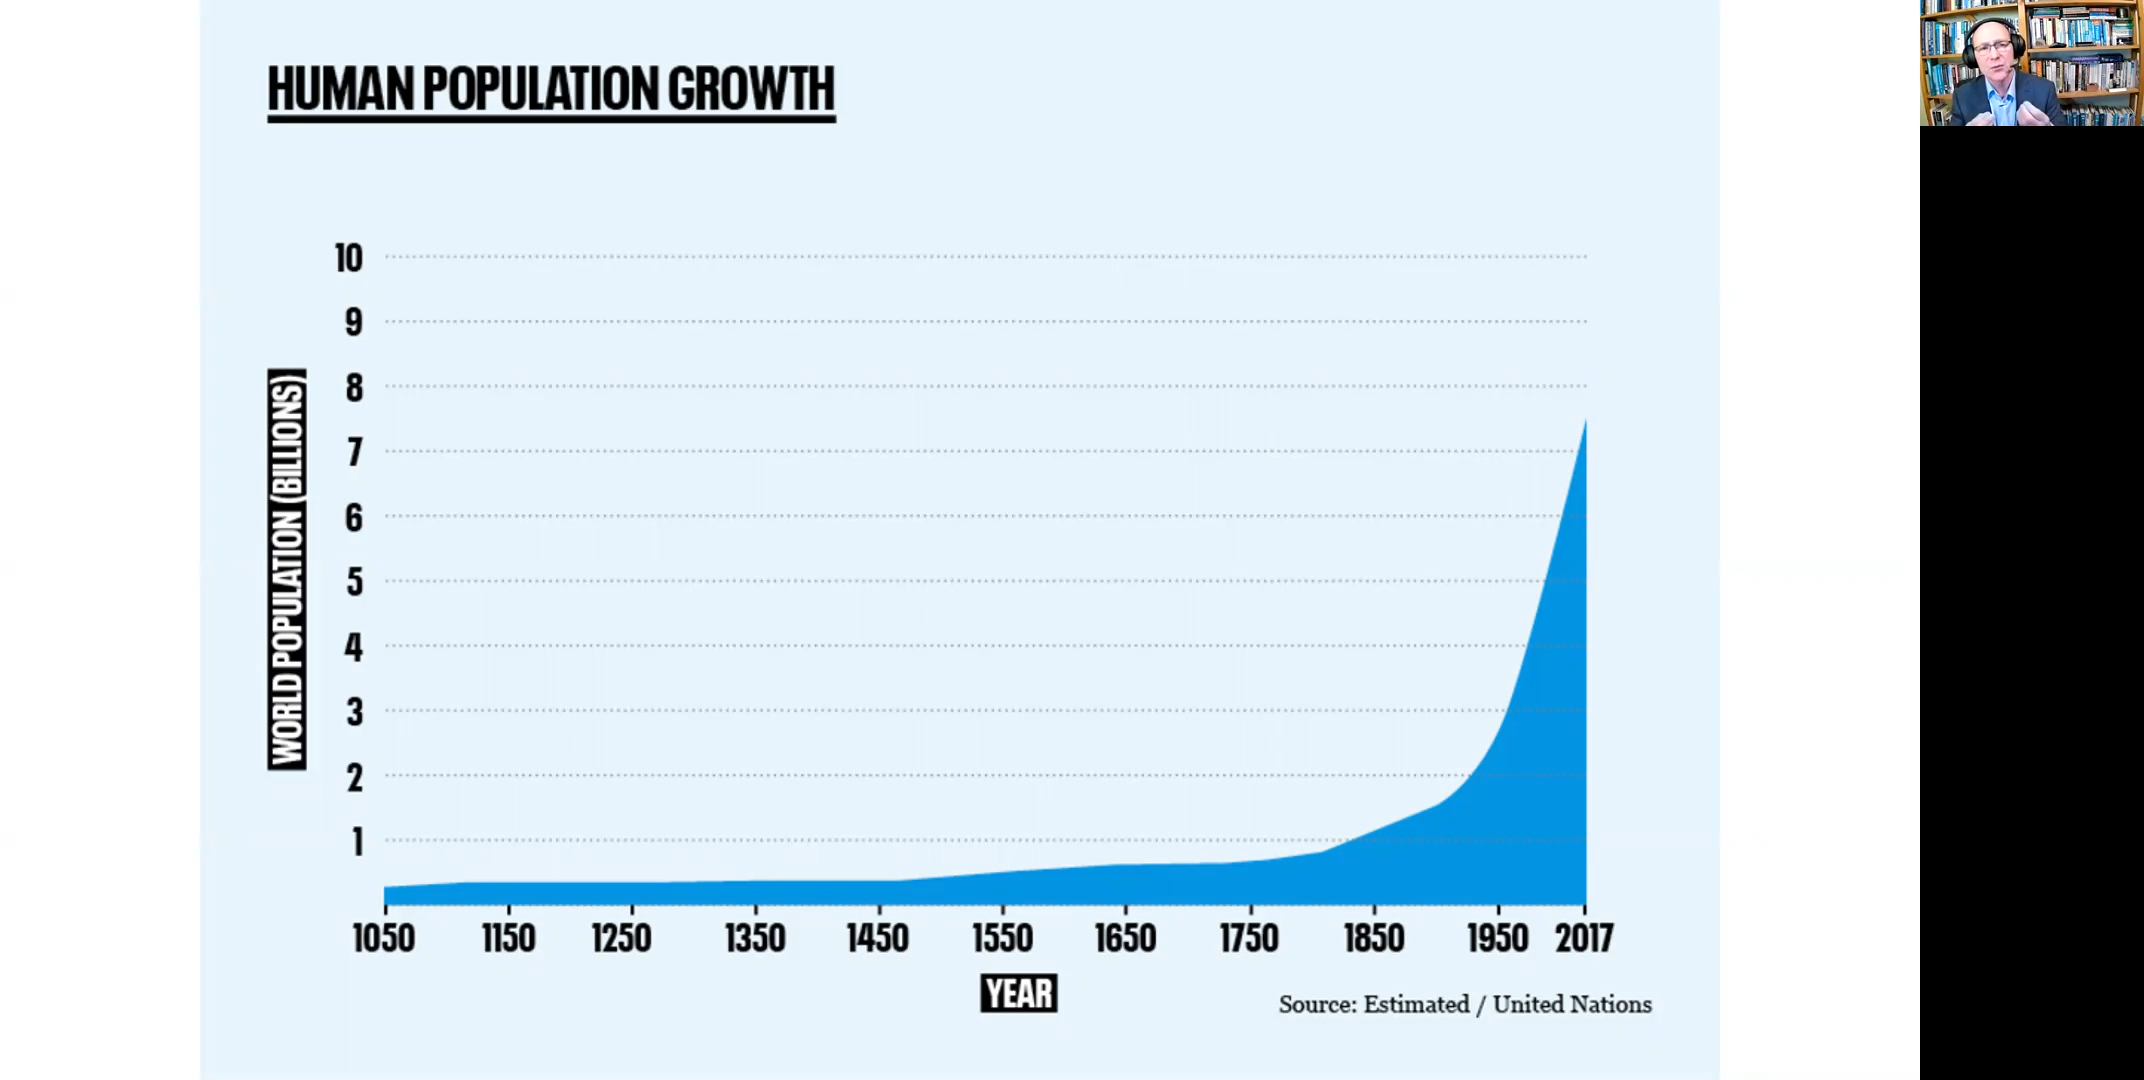 HUMAN POPULATION GROWTH
10
9
8
7
6
5
4
3
2
1
WORLD POPULATION (BILLIONS)
1050 1150 1250 1350 1450 1550 1650 1750 1850 1950 2017
YEAR
Source: Estimated / United Nations